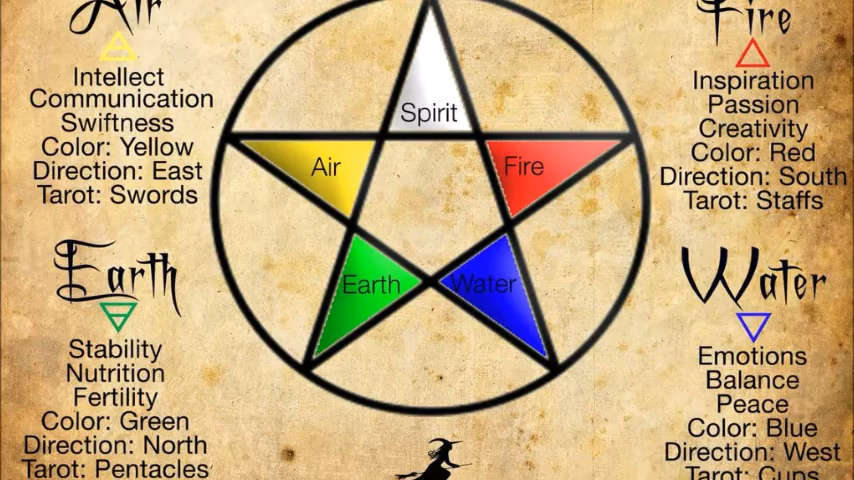 Air
Intellect
Communication
Swiftness
Color: Yellow
Direction: East
Tarot: Swords
Fire
Inspiration
Passion
Creativity
Color: Red
Direction: South
Tarot: Staffs
Spirit
Air
Fire
Earth
Water
Earth
Stability
Nutrition
Fertility
Color: Green
Direction: North
Tarot: Pentacles
Water
Emotions
Balance
Peace
Color: Blue
Direction: West
Tarot: Cups